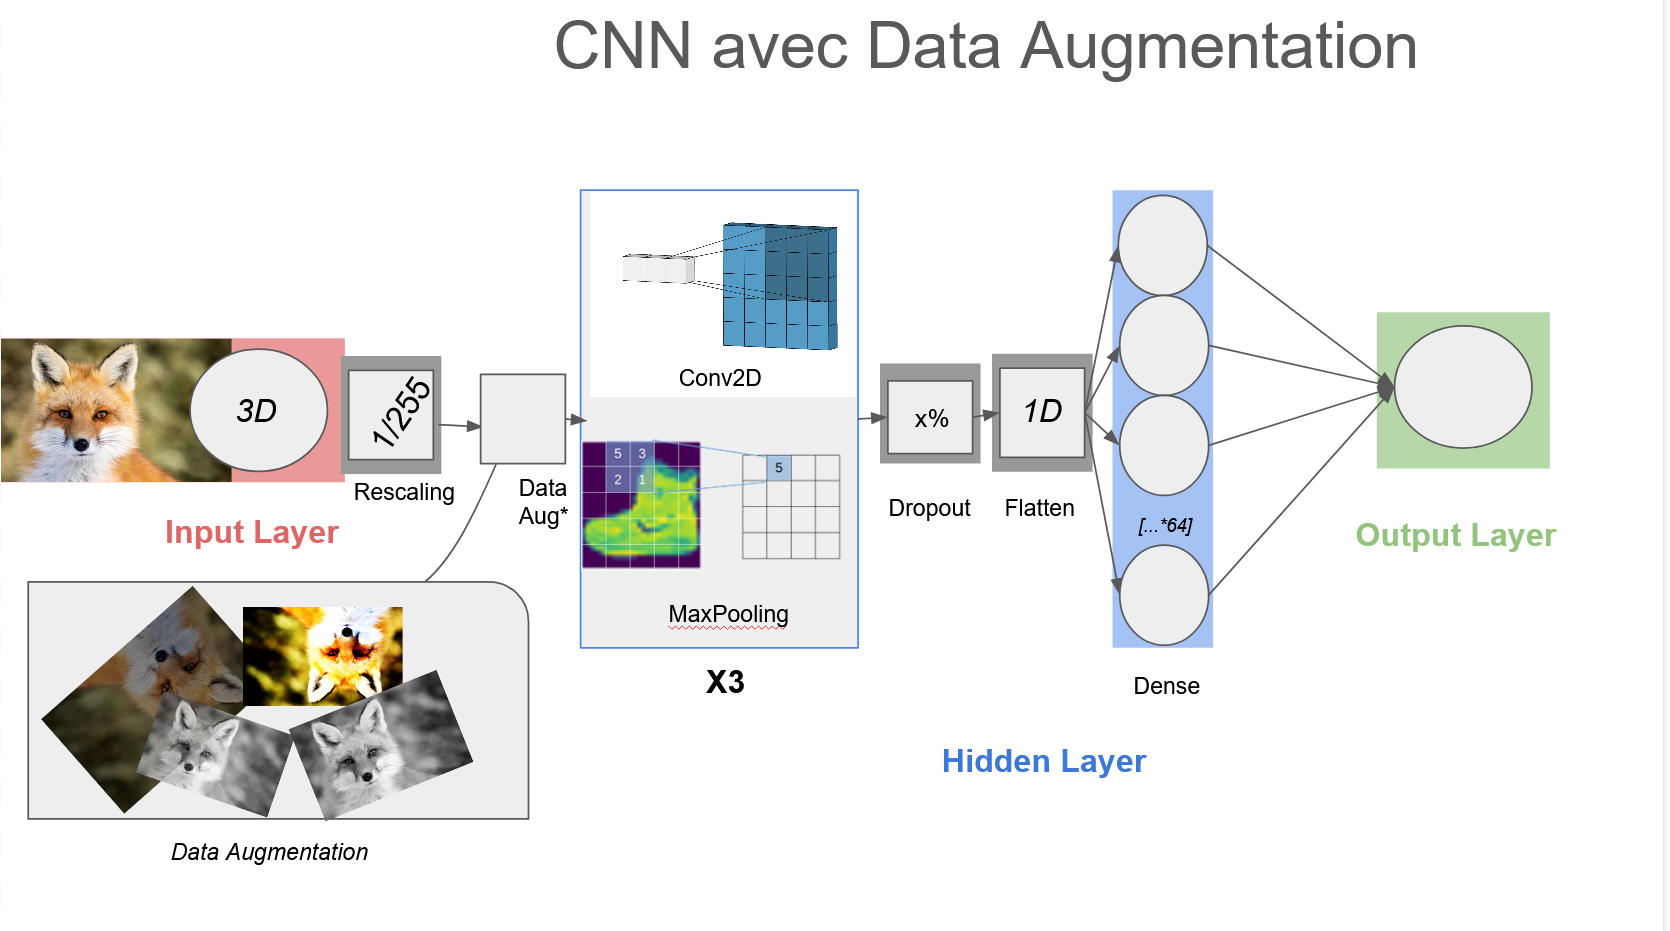 CNN avec Data Augmentation
3D
1/255
Rescaling
Input Layer
Data
Aug*
Data Augmentation
Conv2D
5 3
2 1
5
MaxPooling
X3
x%
Dropout
1D
Flatten
[...*64]
Dense
Hidden Layer
Output Layer